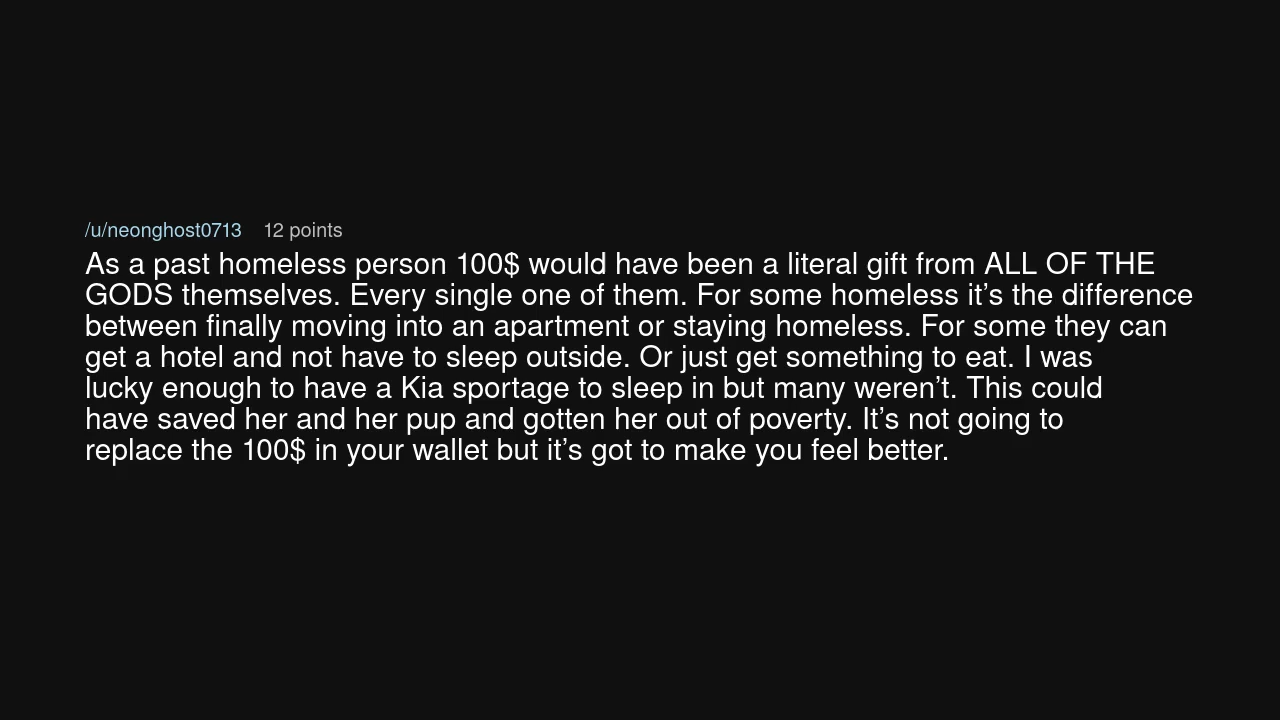 /u/neonghost0713 12 points
As a past homeless person 100$ would have been a literal gift from ALL OF THE
GODS themselves. Every single one of them. For some homeless it’s the difference
between finally moving into an apartment or staying homeless. For some they can
get a hotel and not have to sleep outside. Or just get something to eat. I was
lucky enough to have a Kia sportage to sleep in but many weren’t. This could
have saved her and her pup and gotten her out of poverty. It’s not going to
replace the 100$ in your wallet but it’s got to make you feel better.